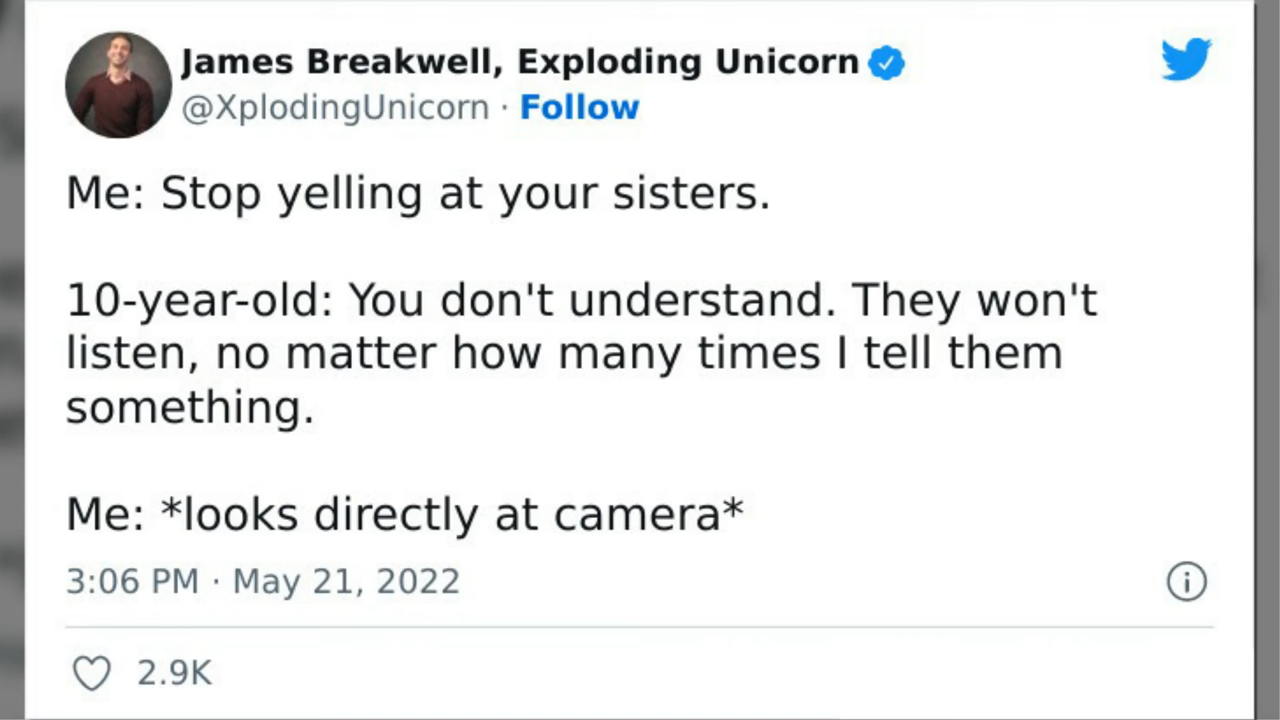 James Breakwell, Exploding Unicorn
@XplodingUnicorn · Follow
Me: Stop yelling at your sisters.
10-year-old: You don't understand. They won't
listen, no matter how many times I tell them
something.
Me: *looks directly at camera*
3:06 PM · May 21, 2022
2.9K